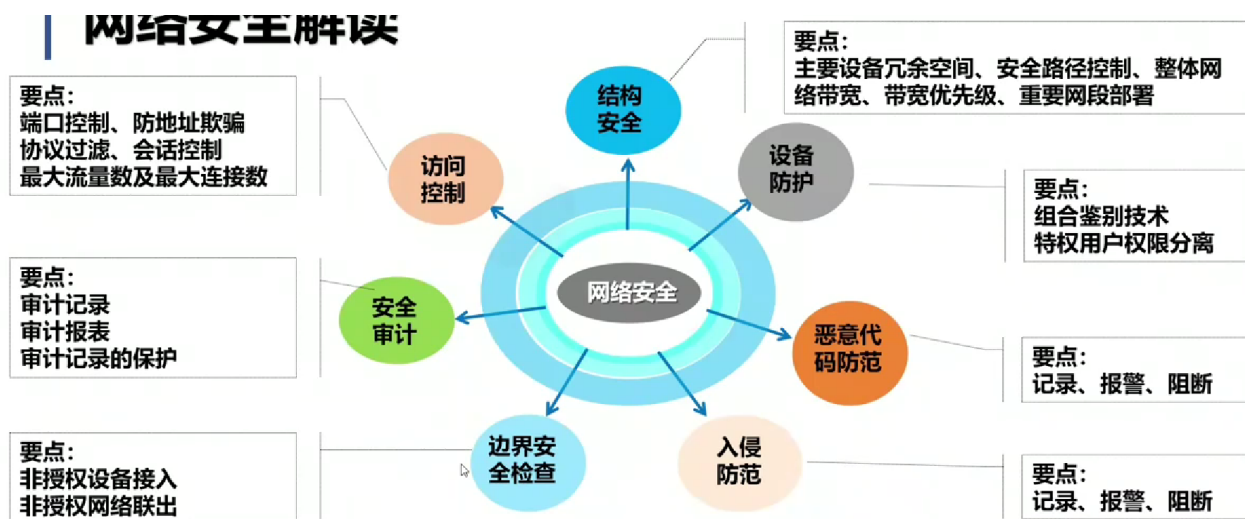 网络安全解读
要点：
主要设备冗余空间、安全路径控制、整体网
络带宽、带宽优先级、重要网段部署
结构
安全
要点：
端口控制、防地址欺骗
协议过滤、会话控制
最大流量数及最大连接数
访问
控制
设备
防护
要点：
组合鉴别技术
特权用户权限分离
网络安全
要点：
审计记录
审计报表
审计记录的保护
安全
审计
恶意代
码防范
要点：
记录、报警、阻断
要点：
非授权设备接入
非授权网络联出
边界安
全检查
入侵
防范
要点：
记录、报警、阻断